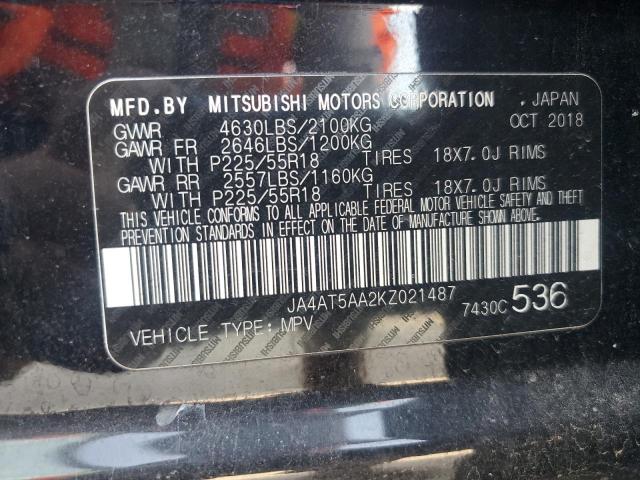 MFD.BY MITSUBISHI MOTORS CORPORATION , JAPAN
GVWR 4630LBS/2100KG OCT 2018
GAWR FR 2646LBS/1200KG
WITH P225/55R18 TIRES 18X7.0J RIMS
GAWR RR 2557LBS/1160KG
WITH P225/55R18 TIRES 18X7.0J RIMS
THIS VEHICLE CONFORMS TO ALL APPLICABLE FEDERAL MOTOR VEHICLE SAFETY AND THEFT
PREVENTION STANDARDS IN EFFECT ON THE DATE OF MANUFACTURE SHOWN ABOVE.
JA4AT5AA2KZ021487
VEHICLE TYPE: MPV 7430C 536